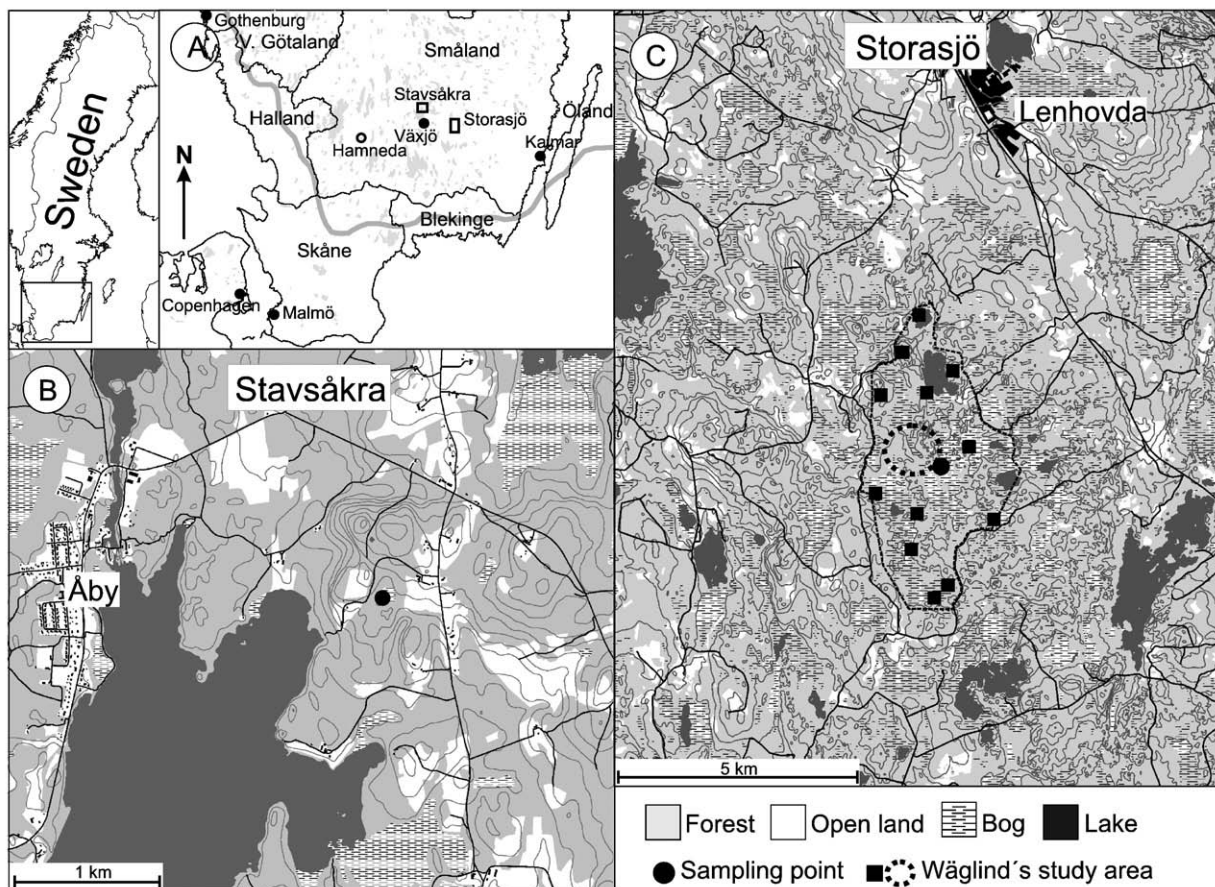 Sweden
A
Gothenburg
V. Götaland
Småland
Halland
Stavsåkra
Växjö
Storasjö
Hamneda
Öland
Kalmar
N
Blekinge
Skåne
Copenhagen
Malmö
B
Stavsåkra
Åby
1 km
C
Storasjö
Lenhovda
5 km
Forest Open land Bog Lake
Sampling point Wäglind´s study area